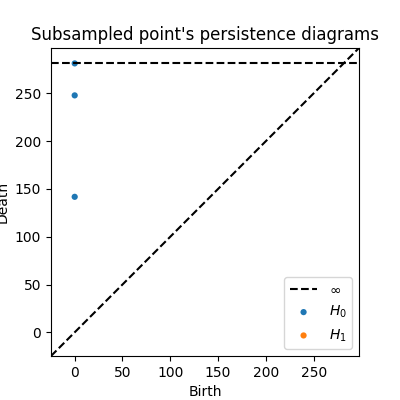 Subsampled point's persistence diagrams
250
200
150
100
50
0
Death
0 50 100 150 200 250
Birth
∞
H₀
H₁